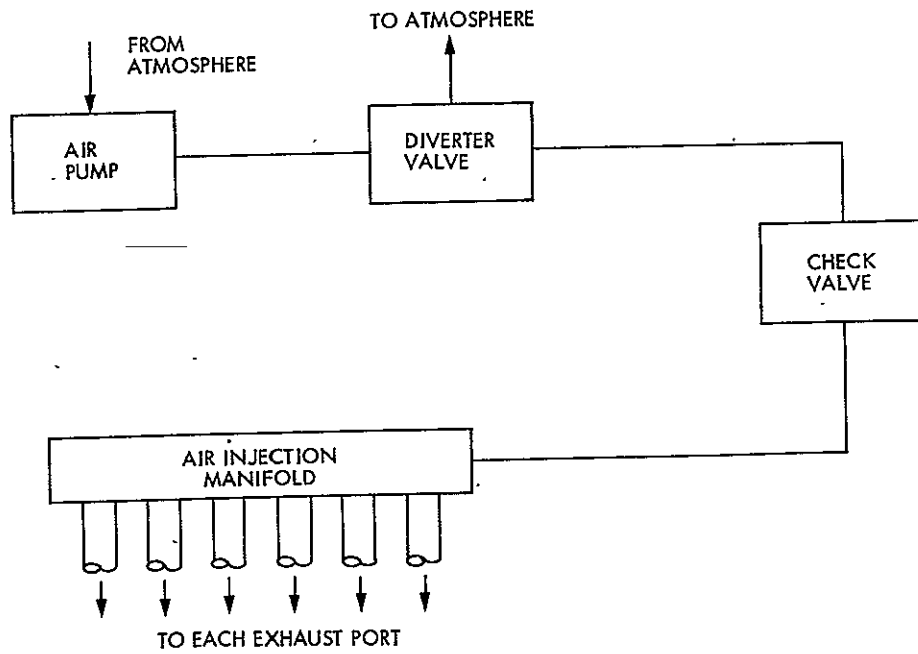 FROM
ATMOSPHERE
TO ATMOSPHERE
AIR
PUMP
DIVERTER
VALVE
CHECK
VALVE
AIR INJECTION
MANIFOLD
TO EACH EXHAUST PORT